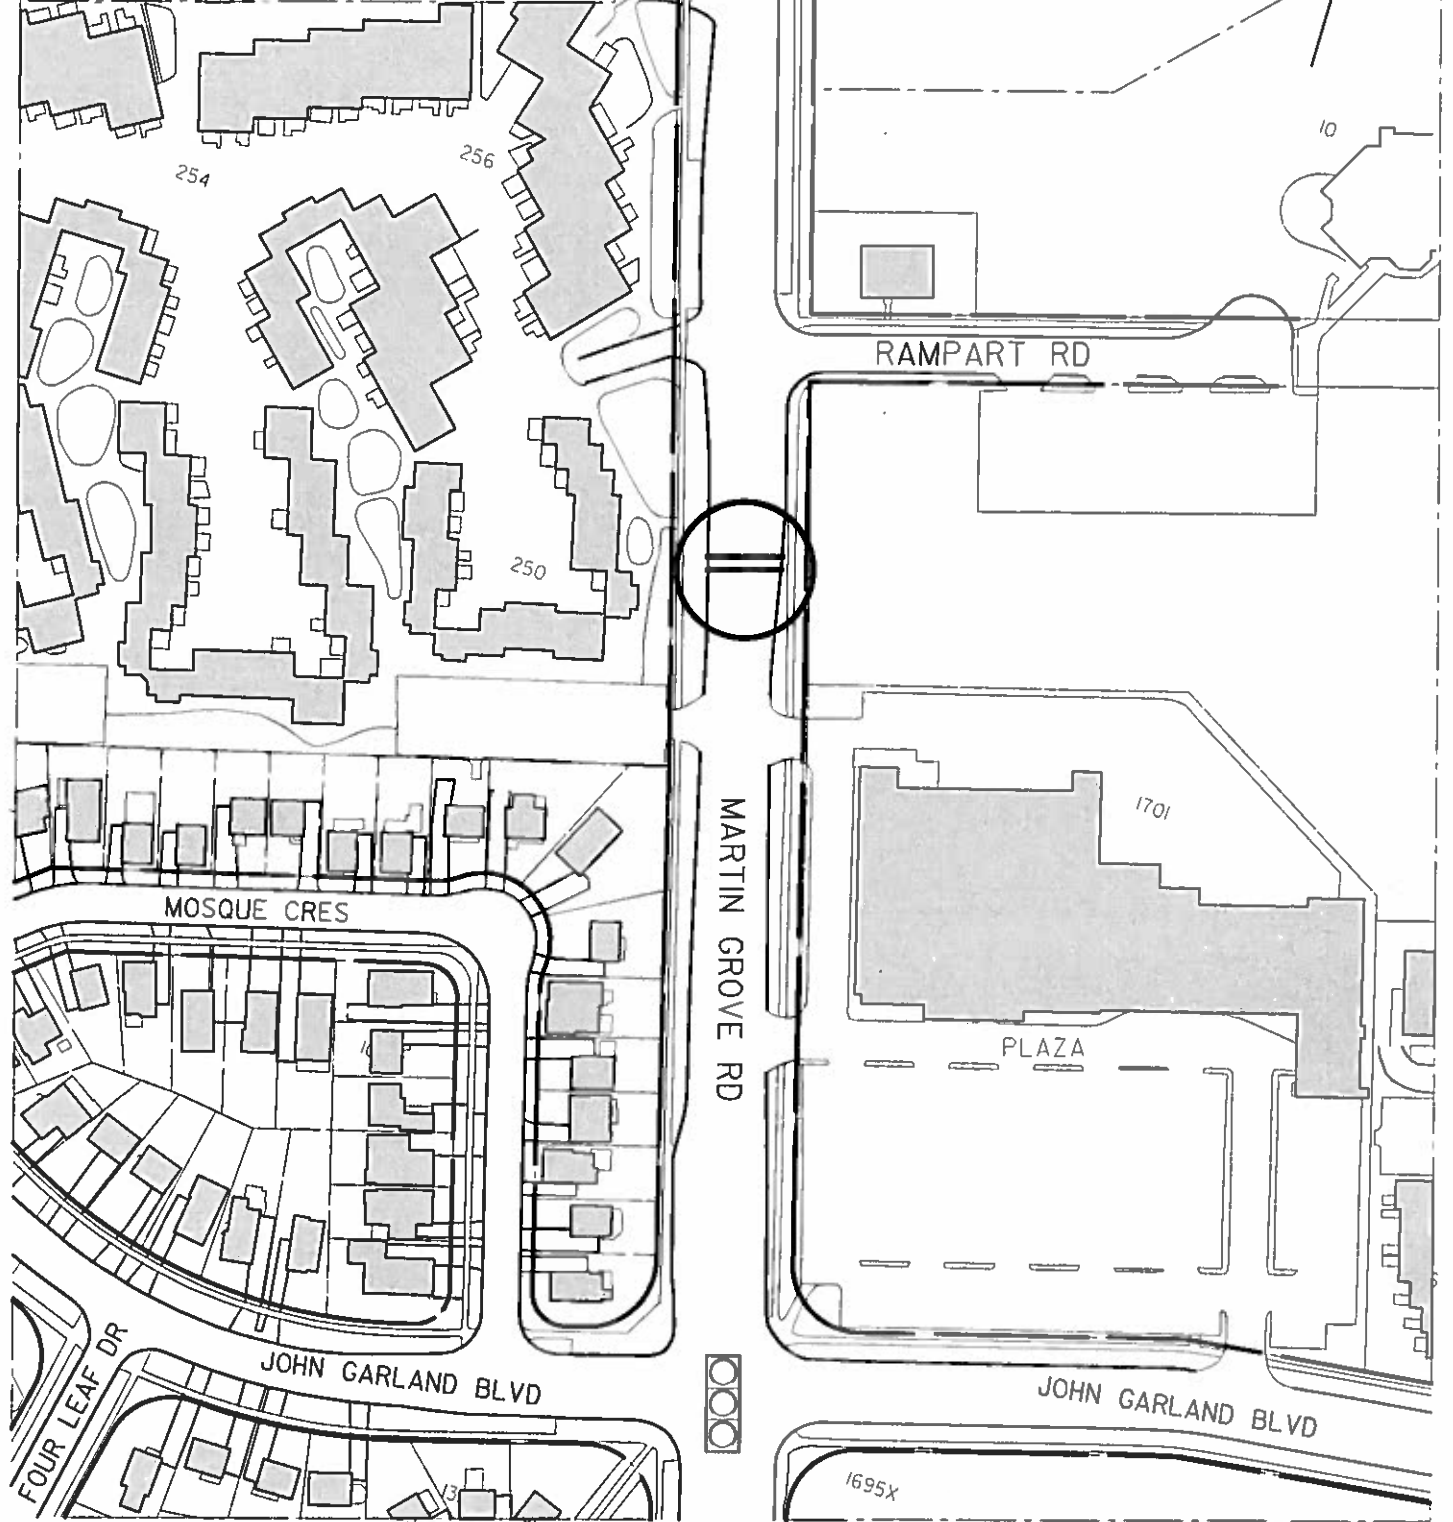 10
256
254
RAMPART RD
250
1701
MARTIN GROVE RD
MOSQUE CRES
PLAZA
JOHN GARLAND BLVD
FOUR LEAF DR
JOHN GARLAND BLVD
1695X